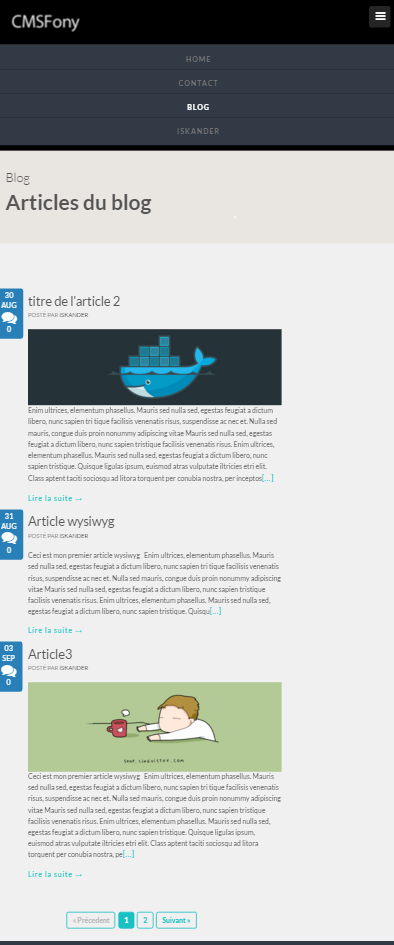 CMSFony
HOME
CONTACT
BLOG
ISKANDER
Blog
Articles du blog
30
AUG
0
titre de l'article 2
POSTÉ PAR ISKANDER
Enim ultrices, elementum phasellus. Mauris sed nulla sed, egestas feugiat a dictum
libero, nunc sapien tri tique facilisis venenatis risus, suspendisse ac nec et. Nulla sed
mauris, congue duis proin nonummy adipiscing vitae Mauris sed nulla sed, egestas
feugiat a dictum libero, nunc sapien tristique facilisis venenatis risus. Enim ultrices,
elementum phasellus. Mauris sed nulla sed, egestas feugiat a dictum libero, nunc
sapien tristique. Quisque ligulas ipsum, euismod atras vulputate iltricies etri elit.
Class aptent taciti sociosqu ad litora torquent per conubia nostra, per inceptos[...]
Lire la suite →
31
AUG
0
Article wysiwyg
POSTÉ PAR ISKANDER
Ceci est mon premier article wysiwyg Enim ultrices, elementum phasellus. Mauris
sed nulla sed, egestas feugiat a dictum libero, nunc sapien tri tique facilisis venenatis
risus, suspendisse ac nec et. Nulla sed mauris, congue duis proin nonummy adipiscing
vitae Mauris sed nulla sed, egestas feugiat a dictum libero, nunc sapien tristique
facilisis venenatis risus. Enim ultrices, elementum phasellus. Mauris sed nulla sed,
egestas feugiat a dictum libero, nunc sapien tristique. Quisqu[...]
Lire la suite →
03
SEP
0
Article3
POSTÉ PAR ISKANDER
SHOP.LINGVISTOV.COM
Ceci est mon premier article wysiwyg Enim ultrices, elementum phasellus. Mauris
sed nulla sed, egestas feugiat a dictum libero, nunc sapien tri tique facilisis venenatis
risus, suspendisse ac nec et. Nulla sed mauris, congue duis proin nonummy adipiscing
vitae Mauris sed nulla sed, egestas feugiat a dictum libero, nunc sapien tristique
facilisis venenatis risus. Enim ultrices, elementum phasellus. Mauris sed nulla sed,
egestas feugiat a dictum libero, nunc sapien tristique. Quisque ligulas ipsum,
euismod atras vulputate iltricies etri elit. Class aptent taciti sociosqu ad litora
torquent per conubia nostra, pe[...]
Lire la suite →
« Précedent 1 2 Suivant »